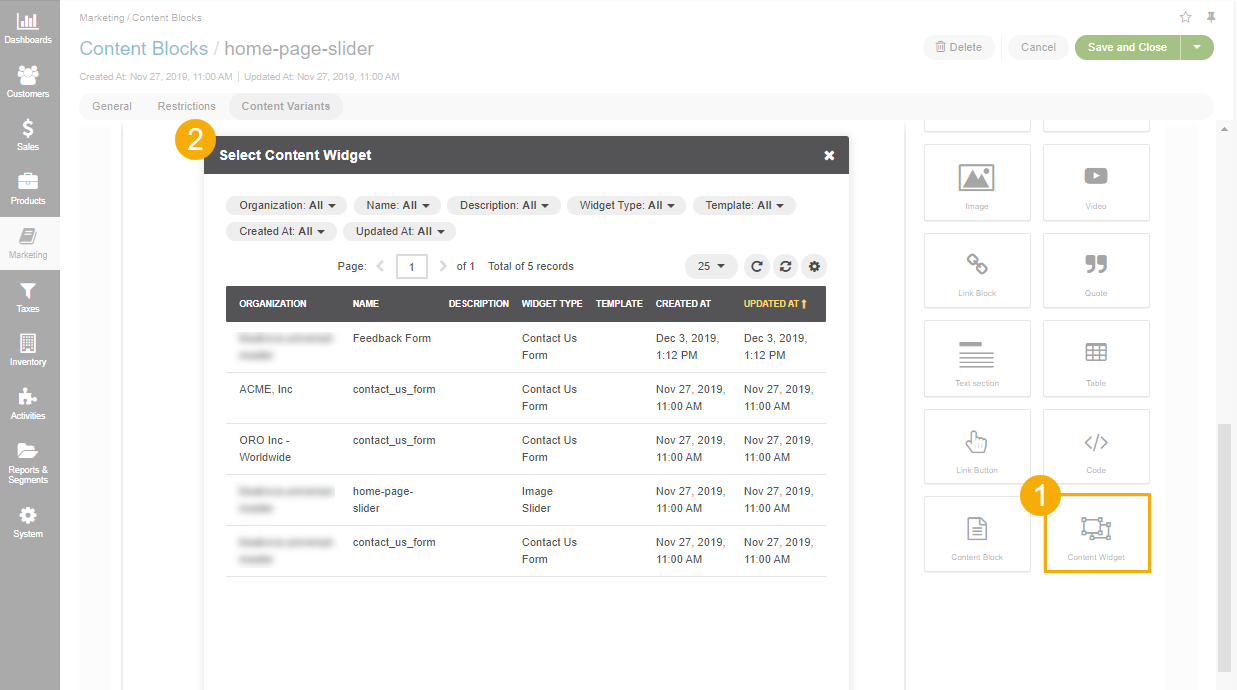 Dashboards
Customers
Sales
Products
Marketing
Taxes
Inventory
Activities
Reports &
Segments
System
Marketing / Content Blocks
Content Blocks / home-page-slider
Delete
Cancel
Save and Close
Created At: Nov 27, 2019, 11:00 AM | Updated At: Nov 27, 2019, 11:00 AM
General Restrictions Content Variants
2
Select Content Widget
Organization: All Name: All Description: All Widget Type: All Template: All
Created At: All Updated At: All
Page: 1 of 1 Total of 5 records 25
ORGANIZATION NAME DESCRIPTION WIDGET TYPE TEMPLATE CREATED AT UPDATED AT
Feedback Form Contact Us Dec 3, 2019, Dec 3, 2019,
Form 1:12 PM 1:12 PM
ACME, Inc contact_us_form Contact Us Nov 27, 2019, Nov 27, 2019,
Form 11:00 AM 11:00 AM
ORO Inc - contact_us_form Contact Us Nov 27, 2019, Nov 27, 2019,
Worldwide Form 11:00 AM 11:00 AM
home-page- Image Nov 27, 2019, Nov 27, 2019,
slider Slider 11:00 AM 11:00 AM
contact_us_form Contact Us Nov 27, 2019, Nov 27, 2019,
Form 11:00 AM 11:00 AM
Image Video
Link Block Quote
Text section Table
Link Button Code
1
Content Block Content Widget